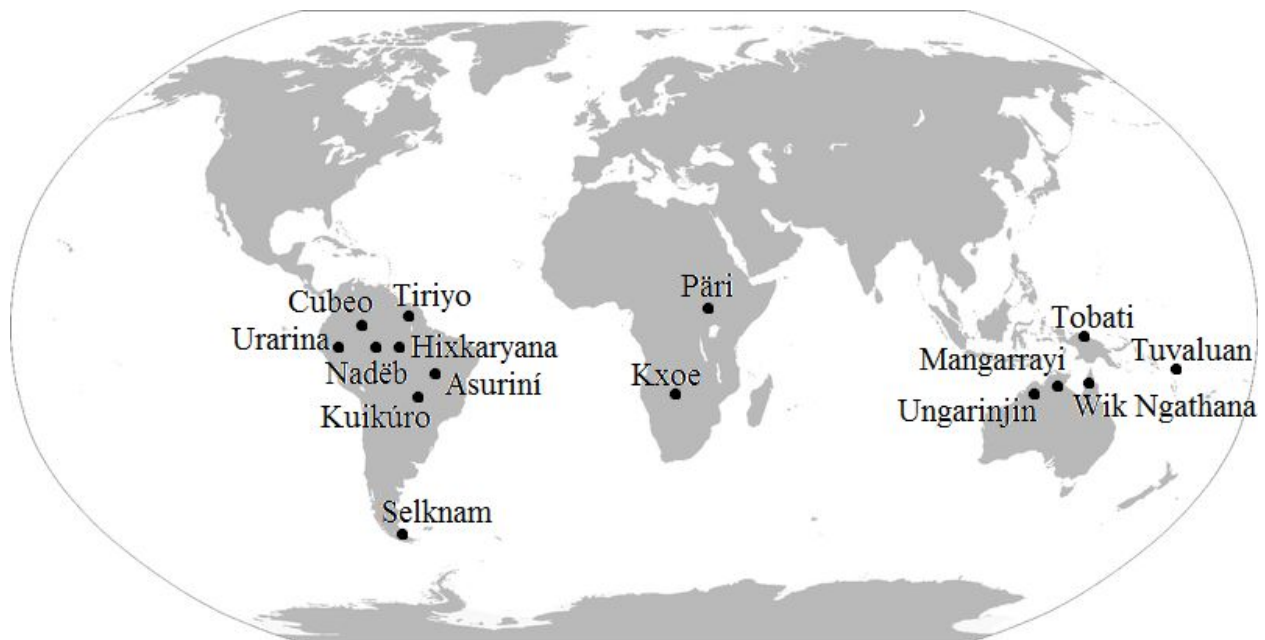 Päri
Cubeo
Tiriyo
Urarina
Hixkaryana
Nadëb
Asuriní
Kuikúro
Selknam
Kxoe
Tobati
Mangarrayi
Tuvaluan
Ungarinjin
Wik Ngathana